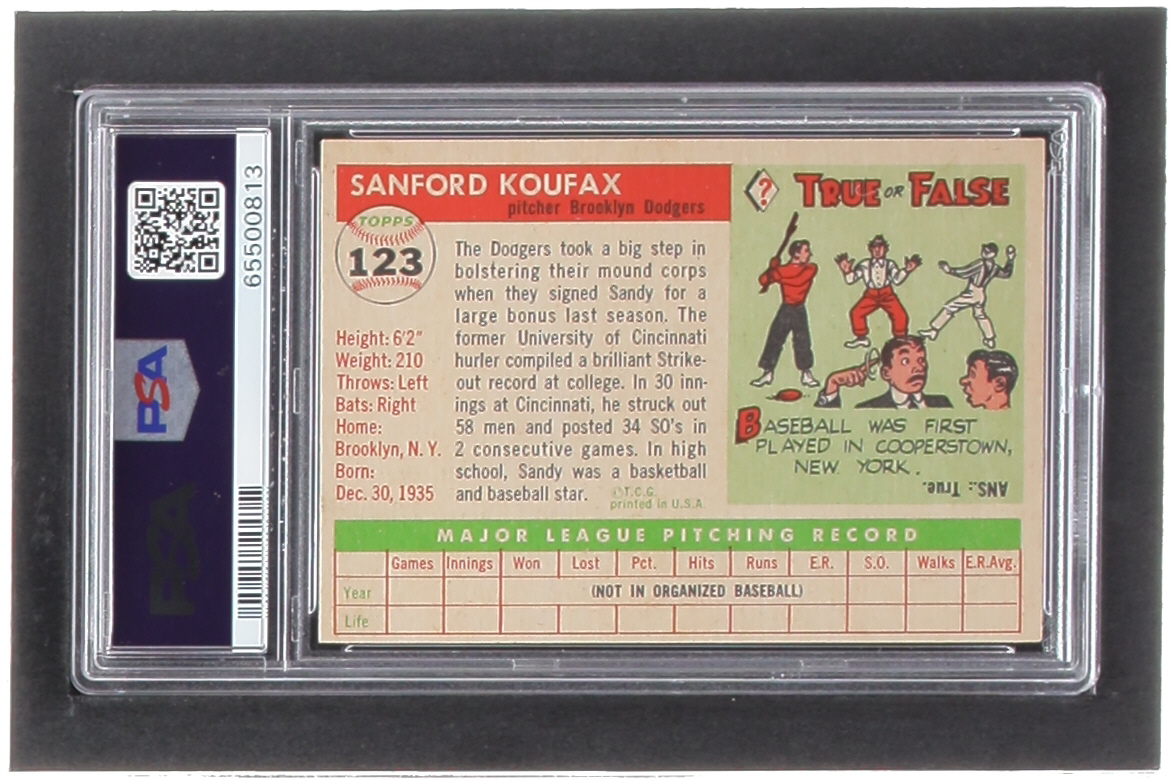 65500813
PSA
PSA
SANFORD KOUFAX
pitcher Brooklyn Dodgers
TOPPS
123
Height: 6'2"
Weight: 210
Throws: Left
Bats: Right
Home:
Brooklyn, N. Y.
Born:
Dec. 30, 1935
The Dodgers took a big step in
bolstering their mound corps
when they signed Sandy for a
large bonus last season. The
former University of Cincinnati
hurler compiled a brilliant Strike-
out record at college. In 30 inn-
ings at Cincinnati, he struck out
58 men and posted 34 SO's in
2 consecutive games. In high
school, Sandy was a basketball
and baseball star.
©T.C.G.
printed in U.S.A.
? TRUE OR FALSE
BASEBALL WAS FIRST
PLAYED IN COOPERSTOWN,
NEW YORK.
ANS.: True.
MAJOR LEAGUE PITCHING RECORD
Games Innings Won Lost Pct. Hits Runs E.R. S.O. Walks E.R.Avg.
Year (NOT IN ORGANIZED BASEBALL)
Life